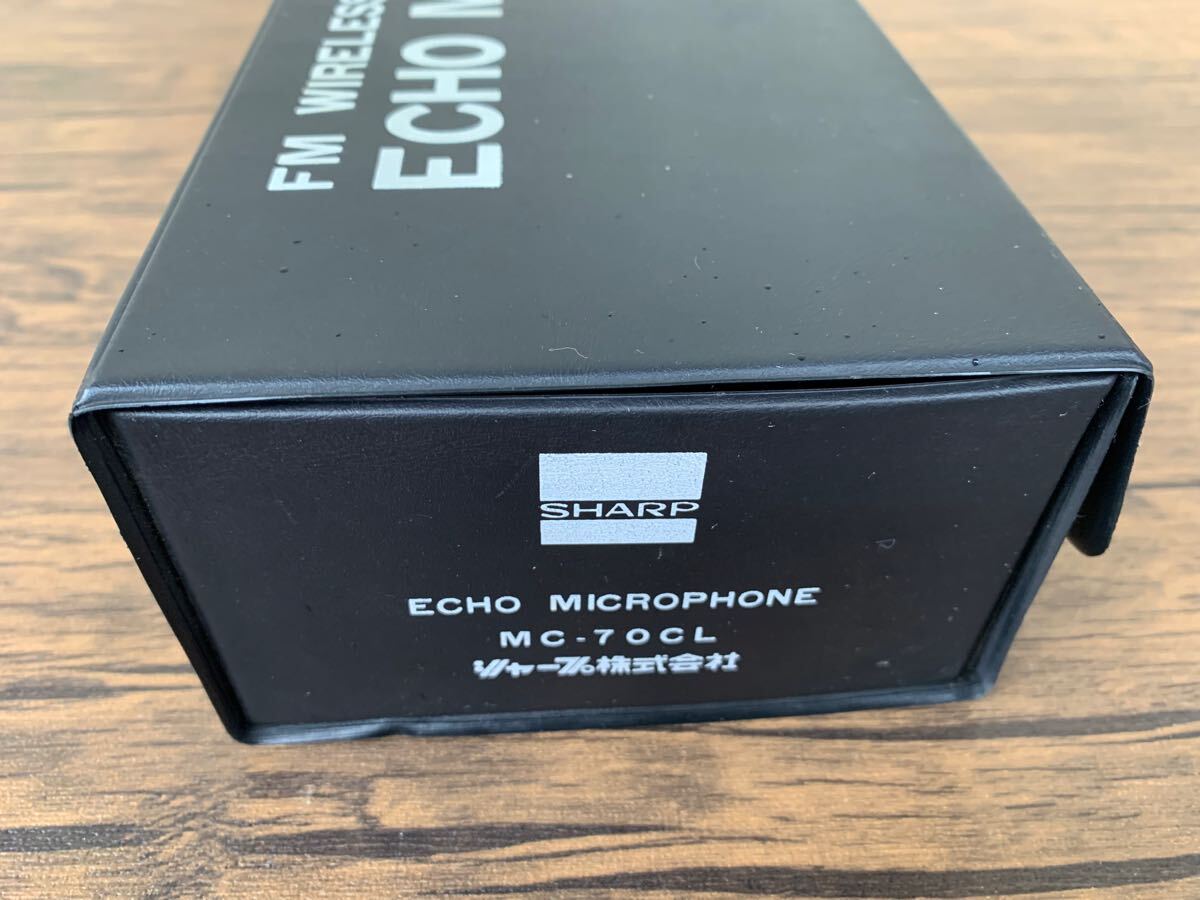 FM WIRELESS
ECHO M
SHARP
ECHO MICROPHONE
MC-70CL
シャープ株式会社